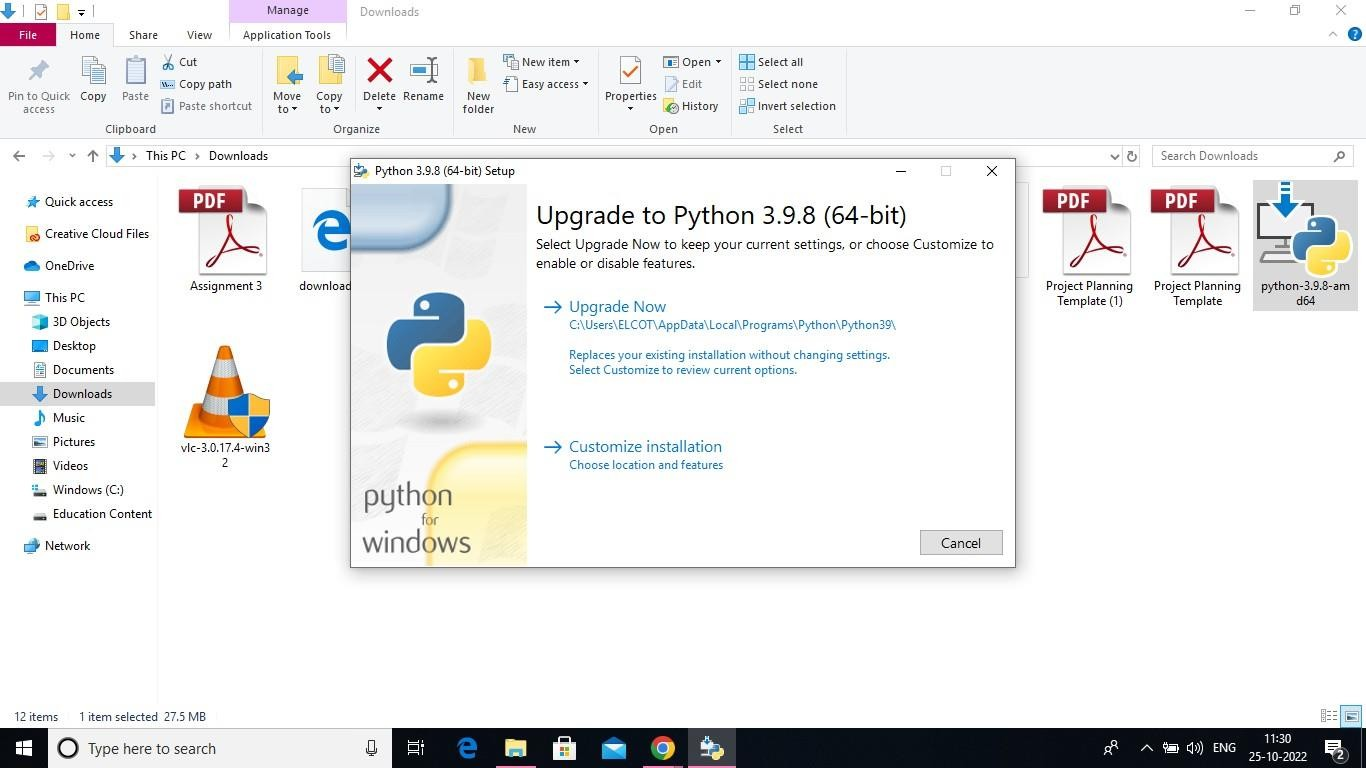 Manage
Downloads
File
Home
Share
View
Application Tools
Pin to Quick
access
Copy
Paste
Cut
Copy path
Paste shortcut
Move
to
Copy
to
Delete
Rename
New
folder
New item
Easy access
Properties
Open
Edit
History
Select all
Select none
Invert selection
Clipboard
Organize
New
Open
Select
This PC > Downloads
Search Downloads
Quick access
Creative Cloud Files
OneDrive
This PC
3D Objects
Desktop
Documents
Downloads
Music
Pictures
Videos
Windows (C:)
Education Content
Network
PDF
Assignment 3
download
vlc-3.0.17.4-win3
2
Python 3.9.8 (64-bit) Setup
Upgrade to Python 3.9.8 (64-bit)
Select Upgrade Now to keep your current settings, or choose Customize to
enable or disable features.
Upgrade Now
C:\Users\ELCOT\AppData\Local\Programs\Python\Python39\
Replaces your existing installation without changing settings.
Select Customize to review current options.
Customize installation
Choose location and features
python
for
windows
Cancel
PDF
Project Planning
Template (1)
PDF
Project Planning
Template
python-3.9.8-am
d64
12 items
1 item selected 27.5 MB
Type here to search
ENG
11:30
25-10-2022
2